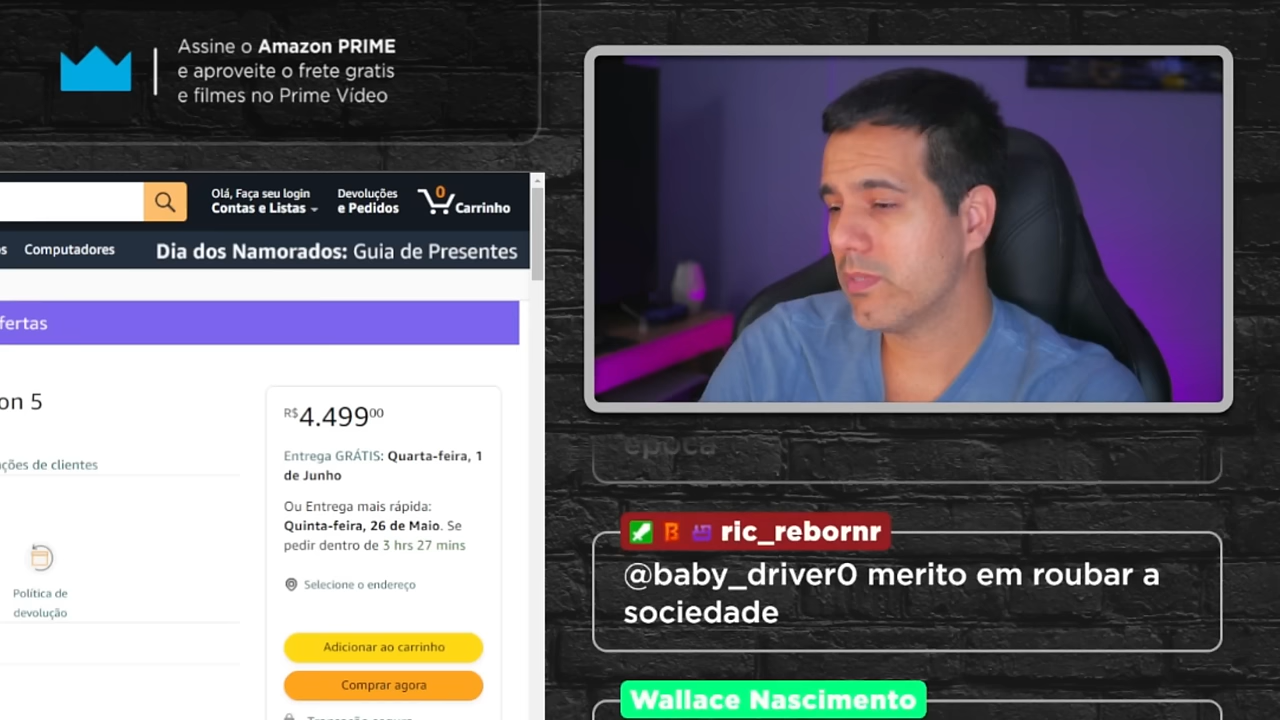 Assine o Amazon PRIME
e aproveite o frete gratis
e filmes no Prime Vídeo
Olá, Faça seu login
Contas e Listas
Devoluções
e Pedidos
0
Carrinho
Computadores
Dia dos Namorados: Guia de Presentes
fertas
on 5
R$4.49900
Entrega GRÁTIS: Quarta-feira, 1
de Junho
ções de clientes
Ou Entrega mais rápida:
Quinta-feira, 26 de Maio. Se
pedir dentro de 3 hrs 27 mins
Selecione o endereço
Política de
devolução
Adicionar ao carrinho
Comprar agora
Transação segura
época
ric_rebornr
@baby_driver0 merito em roubar a
sociedade
Wallace Nascimento